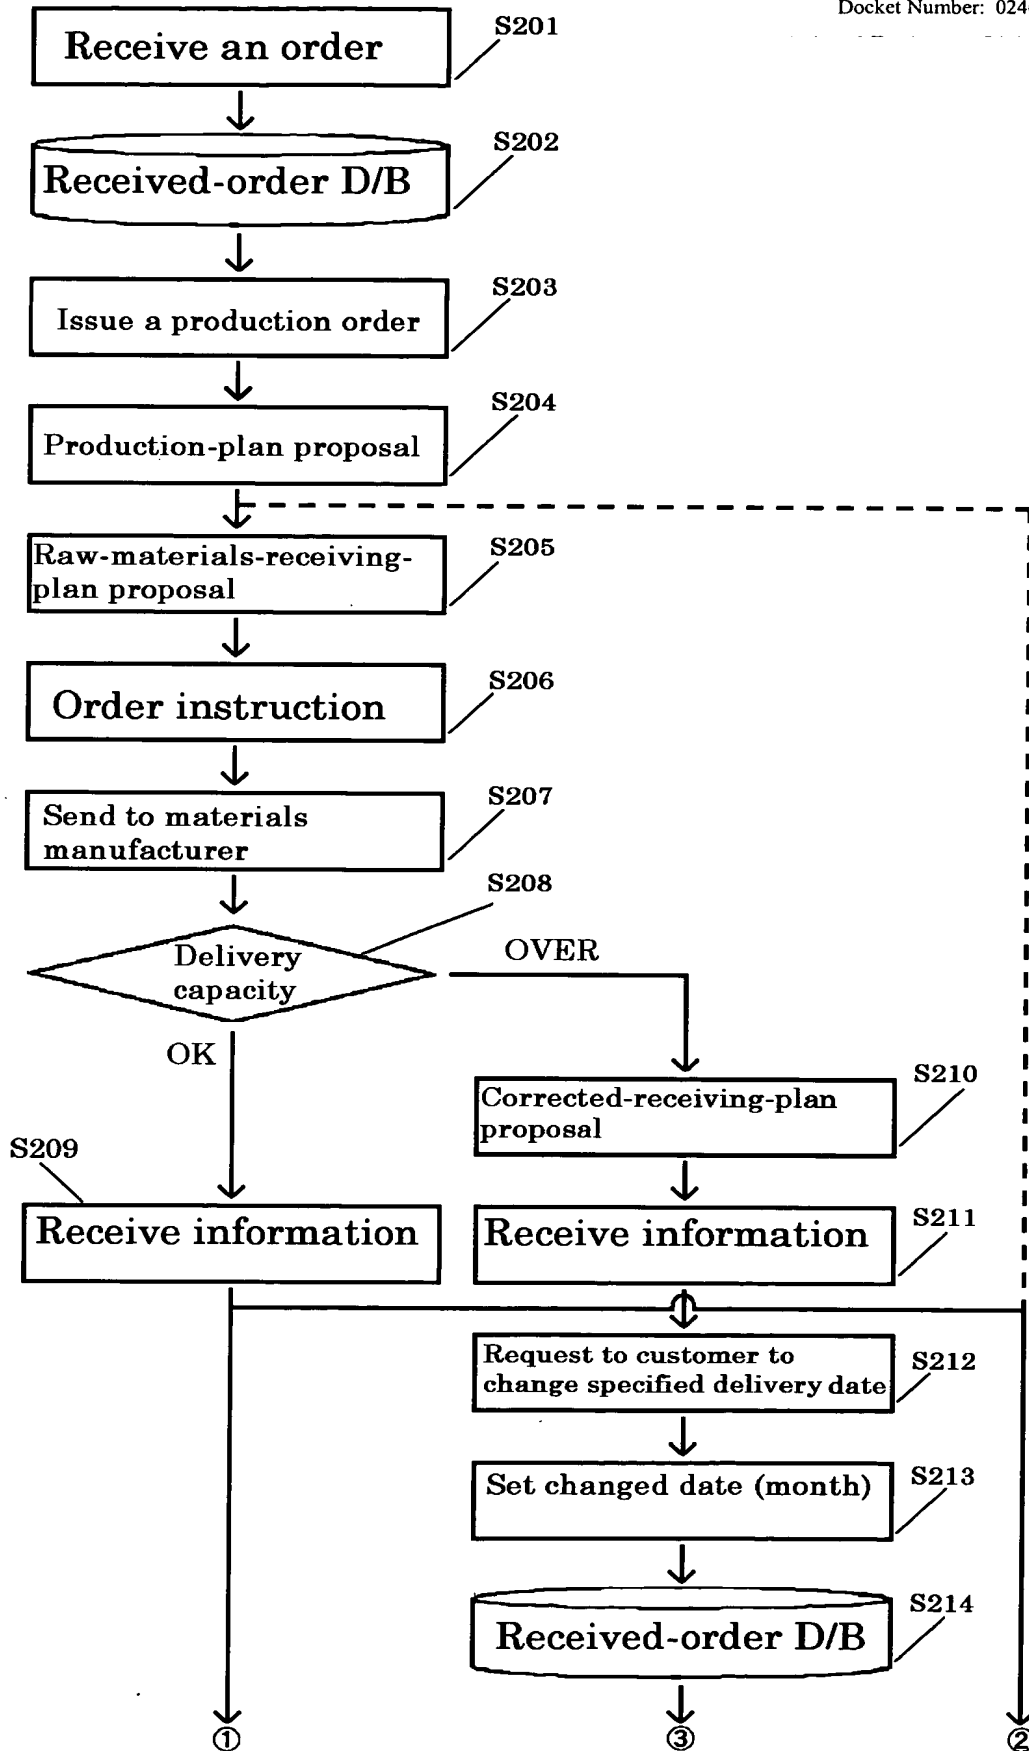 Docket Number: 024
Receive an order
S201
Received-order D/B
S202
Issue a production order
S203
Production-plan proposal
S204
Raw-materials-receiving-
plan proposal
S205
Order instruction
S206
Send to materials
manufacturer
S207
S208
Delivery
capacity
OVER
OK
S210
Corrected-receiving-plan
proposal
S209
Receive information
Receive information
S211
Request to customer to
change specified delivery date
S212
Set changed date (month)
S213
Received-order D/B
S214
① ③ ②